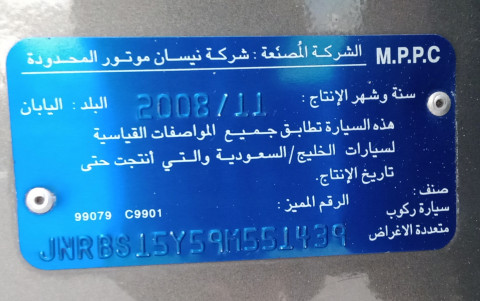 الشركة المُصنّعة : شركة نيسان موتور المحدودة M.P.P.C
سنة وشهر الإنتاج : 2008/11 البلد : اليابان
هذه السيارة تطابق جميع المواصفات القياسية
لسيارات الخليج/السعودية والتي أنتجت حتى
تاريخ الإنتاج.
صنف :
سيارة ركوب
متعددة الاغراض
الرقم المميز :
99079 C9901
JNRBS15Y59M551439